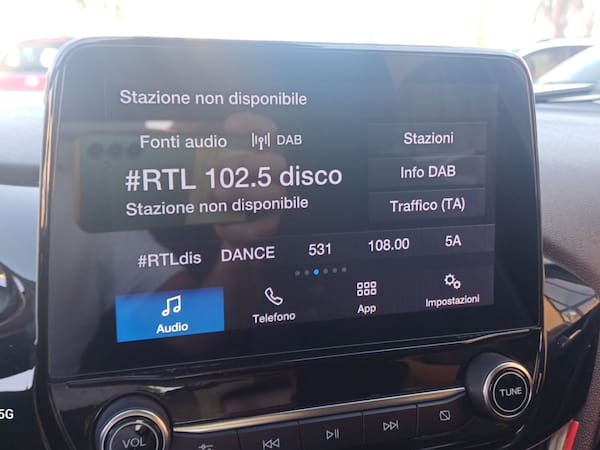 Stazione non disponibile
Fonti audio DAB
Stazioni
#RTL 102.5 disco
Info DAB
Stazione non disponibile
Traffico (TA)
#RTLdis DANCE 531 108.00 5A
Audio Telefono App Impostazioni
5G
VOL
TUNE